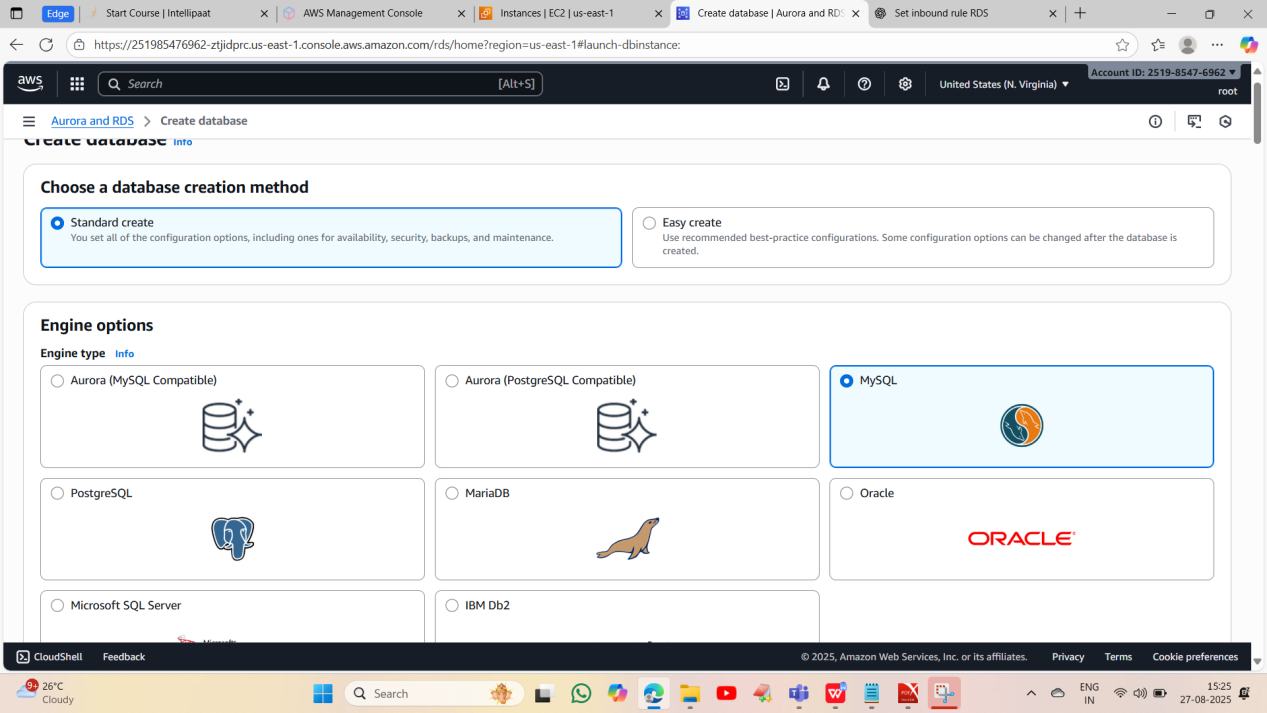 Edge
Start Course | Intellipaat
AWS Management Console
Instances | EC2 | us-east-1
Create database | Aurora and RDS
Set inbound rule RDS
https://251985476962-ztjidprc.us-east-1.console.aws.amazon.com/rds/home?region=us-east-1#launch-dbinstance:
aws
Search
[Alt+S]
United States (N. Virginia)
Account ID: 2519-8547-6962
root
Aurora and RDS
Create database
Create database Info
Choose a database creation method
Standard create
You set all of the configuration options, including ones for availability, security, backups, and maintenance.
Easy create
Use recommended best-practice configurations. Some configuration options can be changed after the database is
created.
Engine options
Engine type Info
Aurora (MySQL Compatible)
Aurora (PostgreSQL Compatible)
MySQL
PostgreSQL
MariaDB
Oracle
ORACLE
Microsoft SQL Server
IBM Db2
CloudShell
Feedback
© 2025, Amazon Web Services, Inc. or its affiliates.
Privacy
Terms
Cookie preferences
9+
26°C
Cloudy
Search
ENG
IN
15:25
27-08-2025